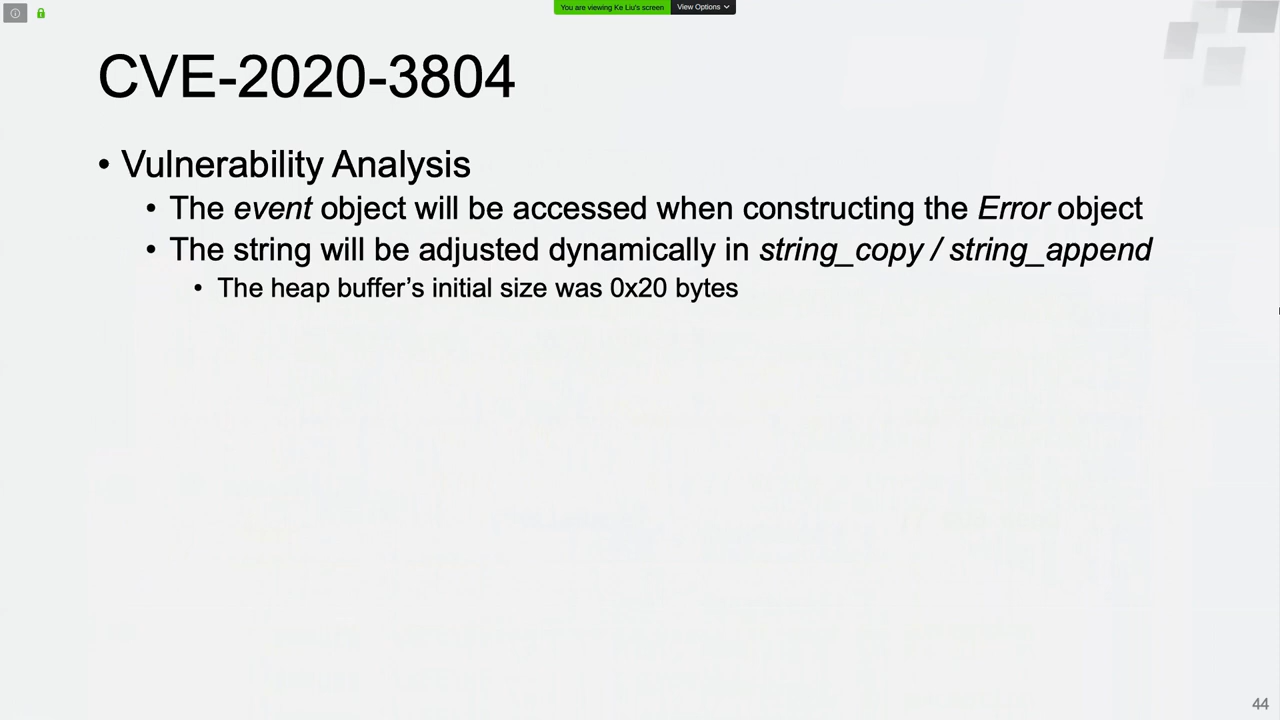 You are viewing Ke Liu's screen
View Options
CVE-2020-3804
• Vulnerability Analysis
• The event object will be accessed when constructing the Error object
• The string will be adjusted dynamically in string_copy / string_append
• The heap buffer’s initial size was 0x20 bytes
44